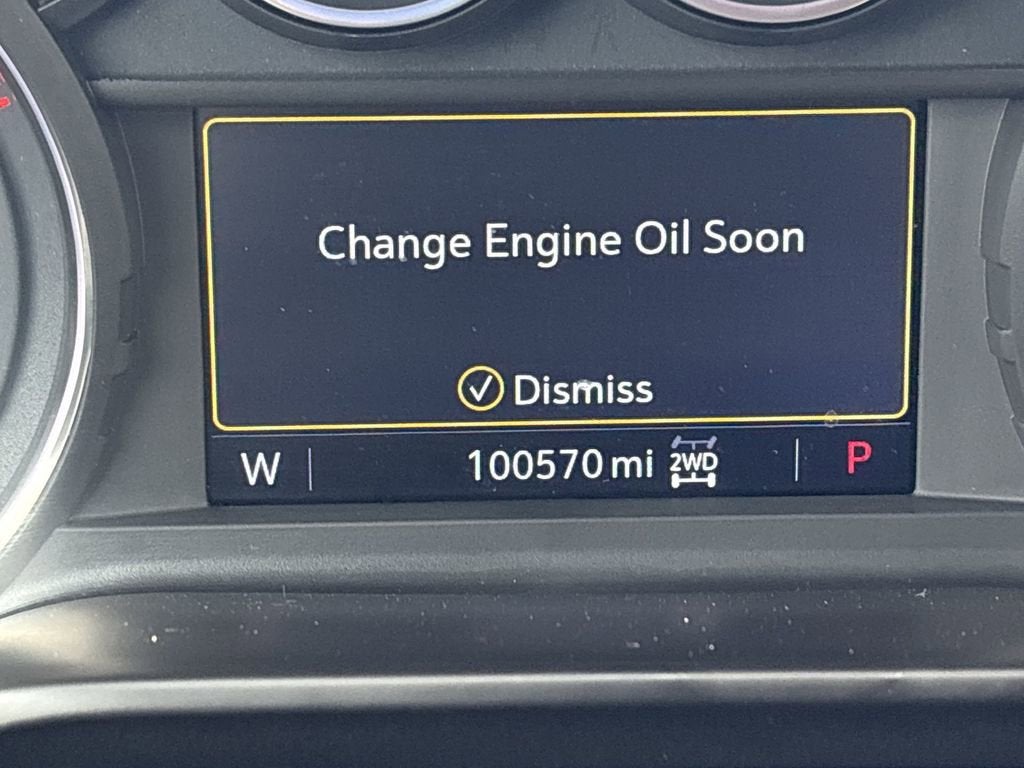 Change Engine Oil Soon
Dismiss
W 100570 mi 2WD P